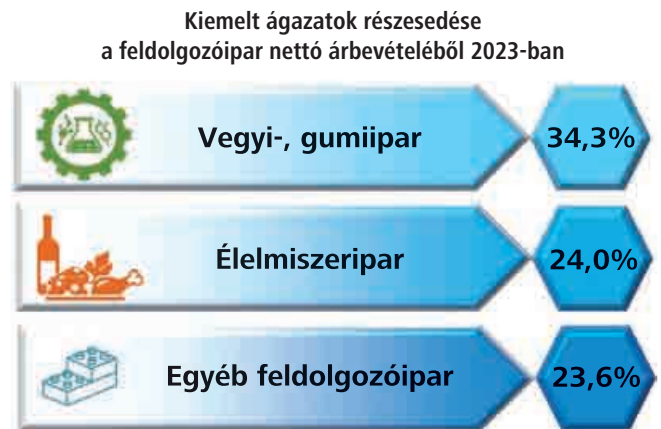 Kiemelt ágazatok részesedése
a feldolgozóipar nettó árbevételéből 2023-ban
Vegyi-, gumiipar
34,3%
Élelmiszeripar
24,0%
Egyéb feldolgozóipar
23,6%